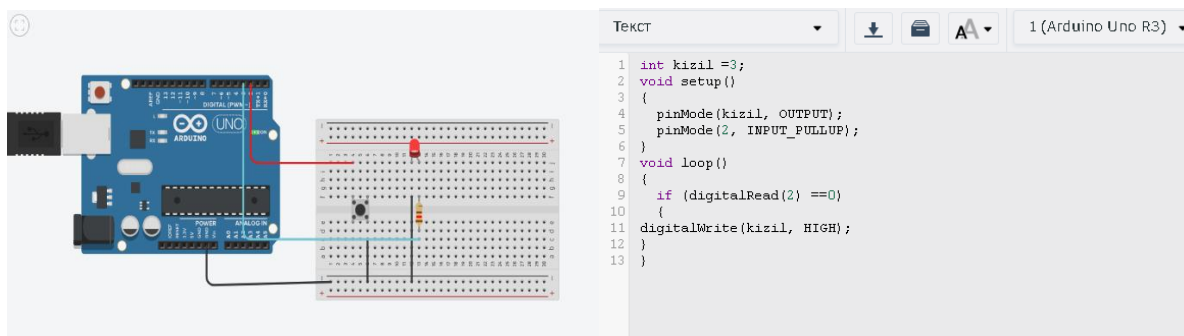 Текст
1 (Arduino Uno R3)
1 int kizil =3;
2 void setup()
3 {
4 pinMode(kizil, OUTPUT);
5 pinMode(2, INPUT_PULLUP);
6 }
7 void loop()
8 {
9 if (digitalRead(2) ==0)
10 {
11 digitalWrite(kizil, HIGH);
12 }
13 }
DIGITAL (PWM ~)
UNO
ARDUINO
POWER
ANALOG IN